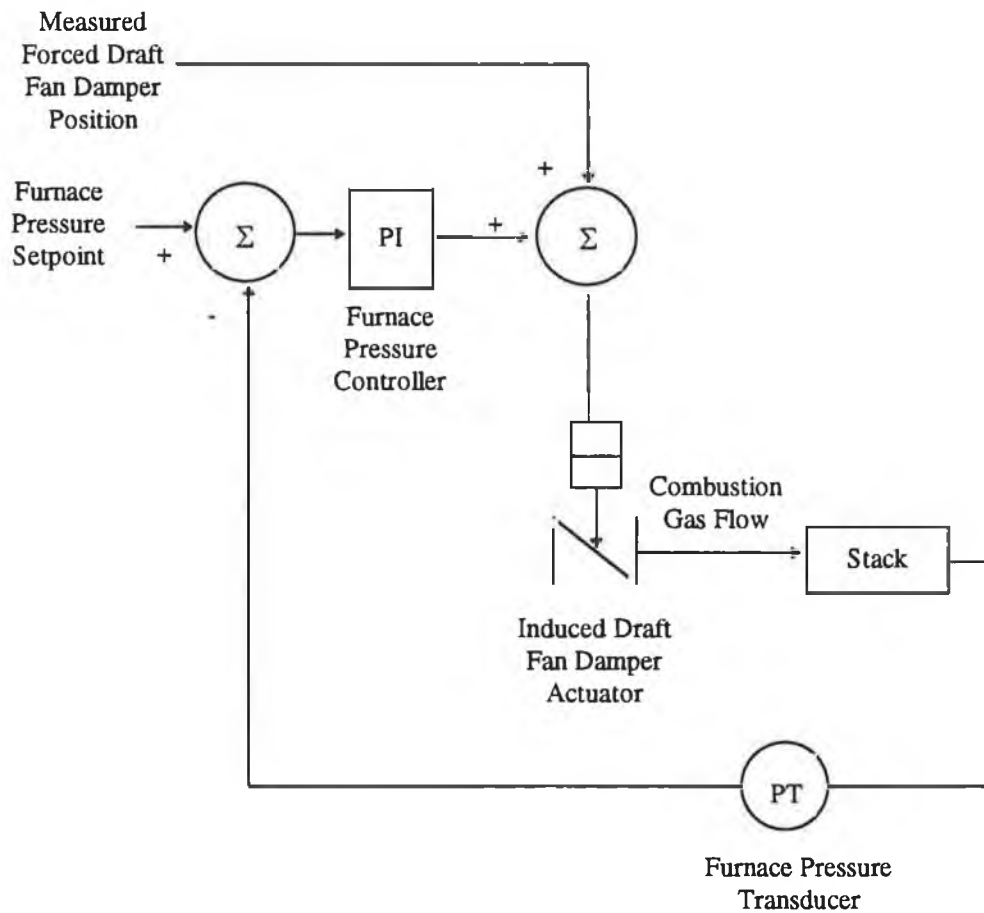 Measured
Forced Draft
Fan Damper
Position
+
Furnace
Pressure
Setpoint
+
Σ
-
PI
+
Σ
Furnace
Pressure
Controller
Combustion
Gas Flow
Stack
Induced Draft
Fan Damper
Actuator
PT
Furnace Pressure
Transducer